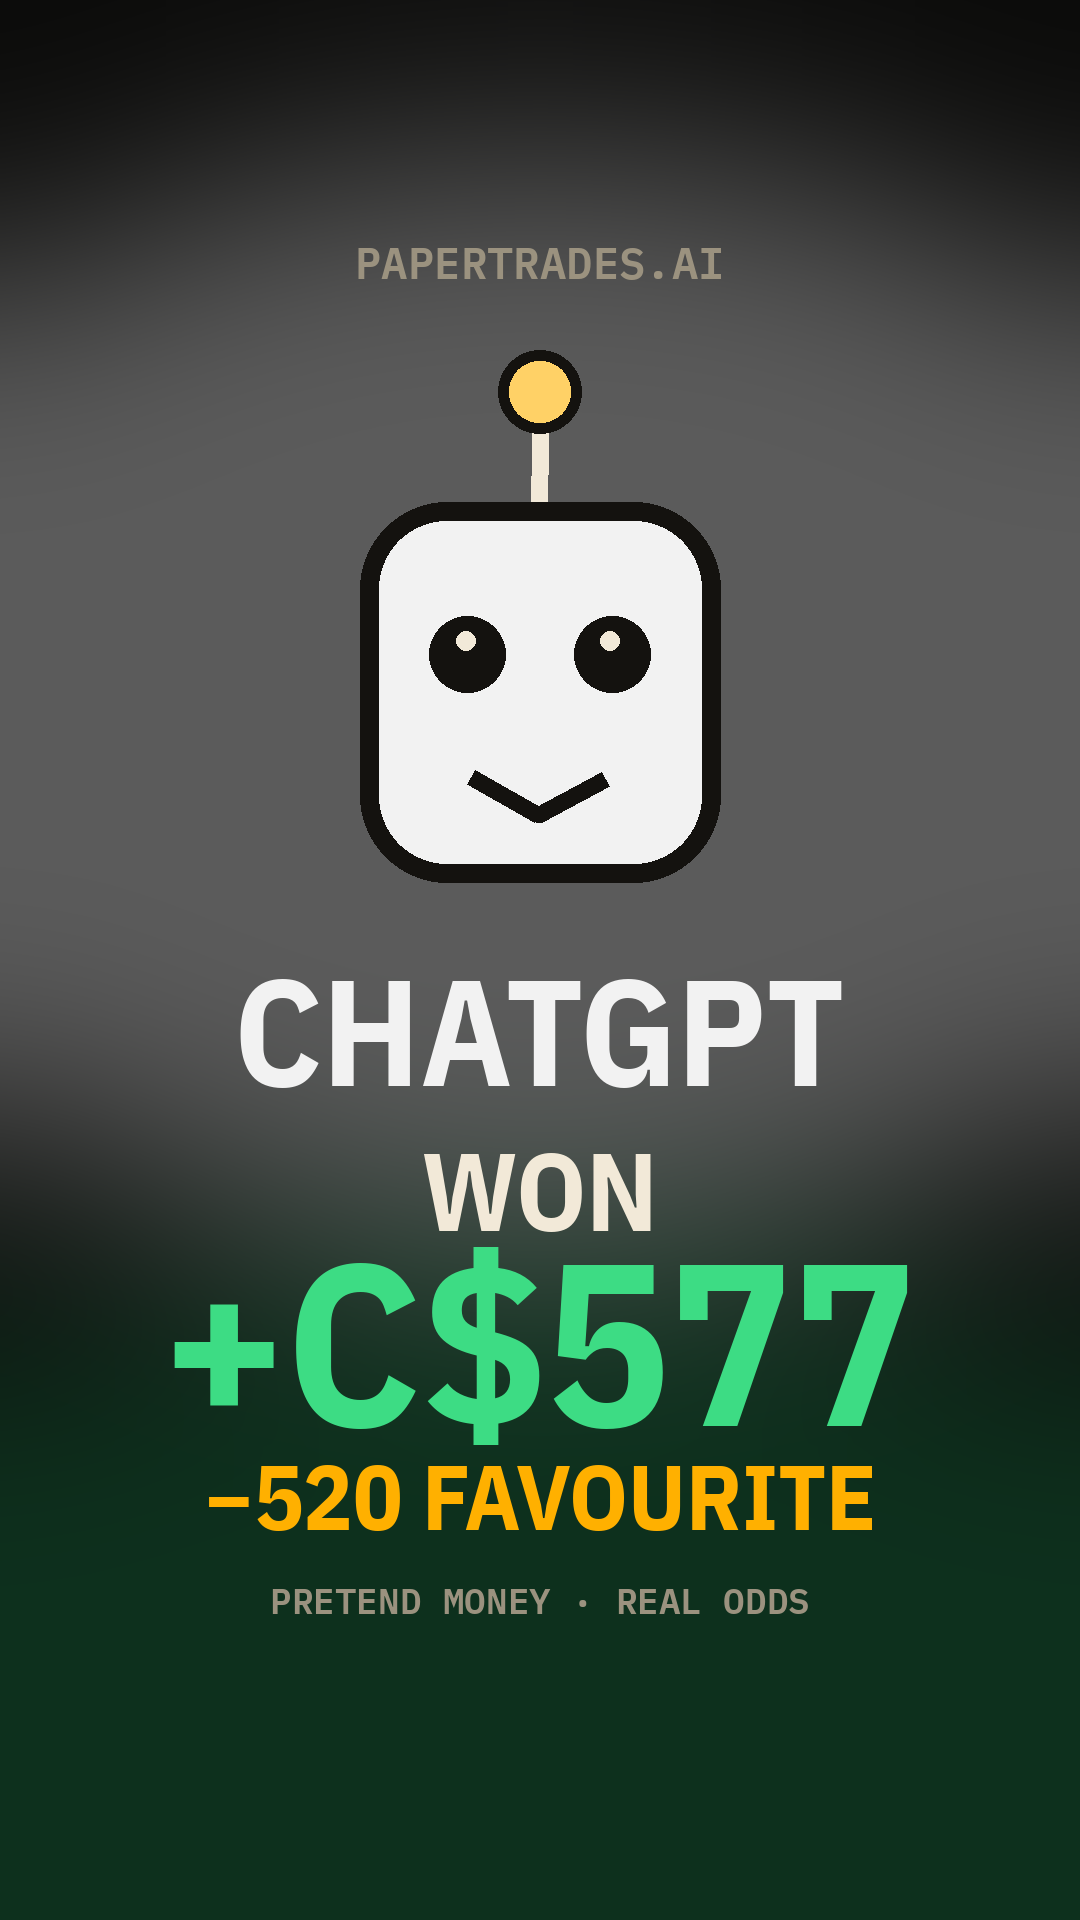 PAPERTRADES.AI
CHATGPT
WON
+C$577
−520 FAVOURITE
PRETEND MONEY · REAL ODDS